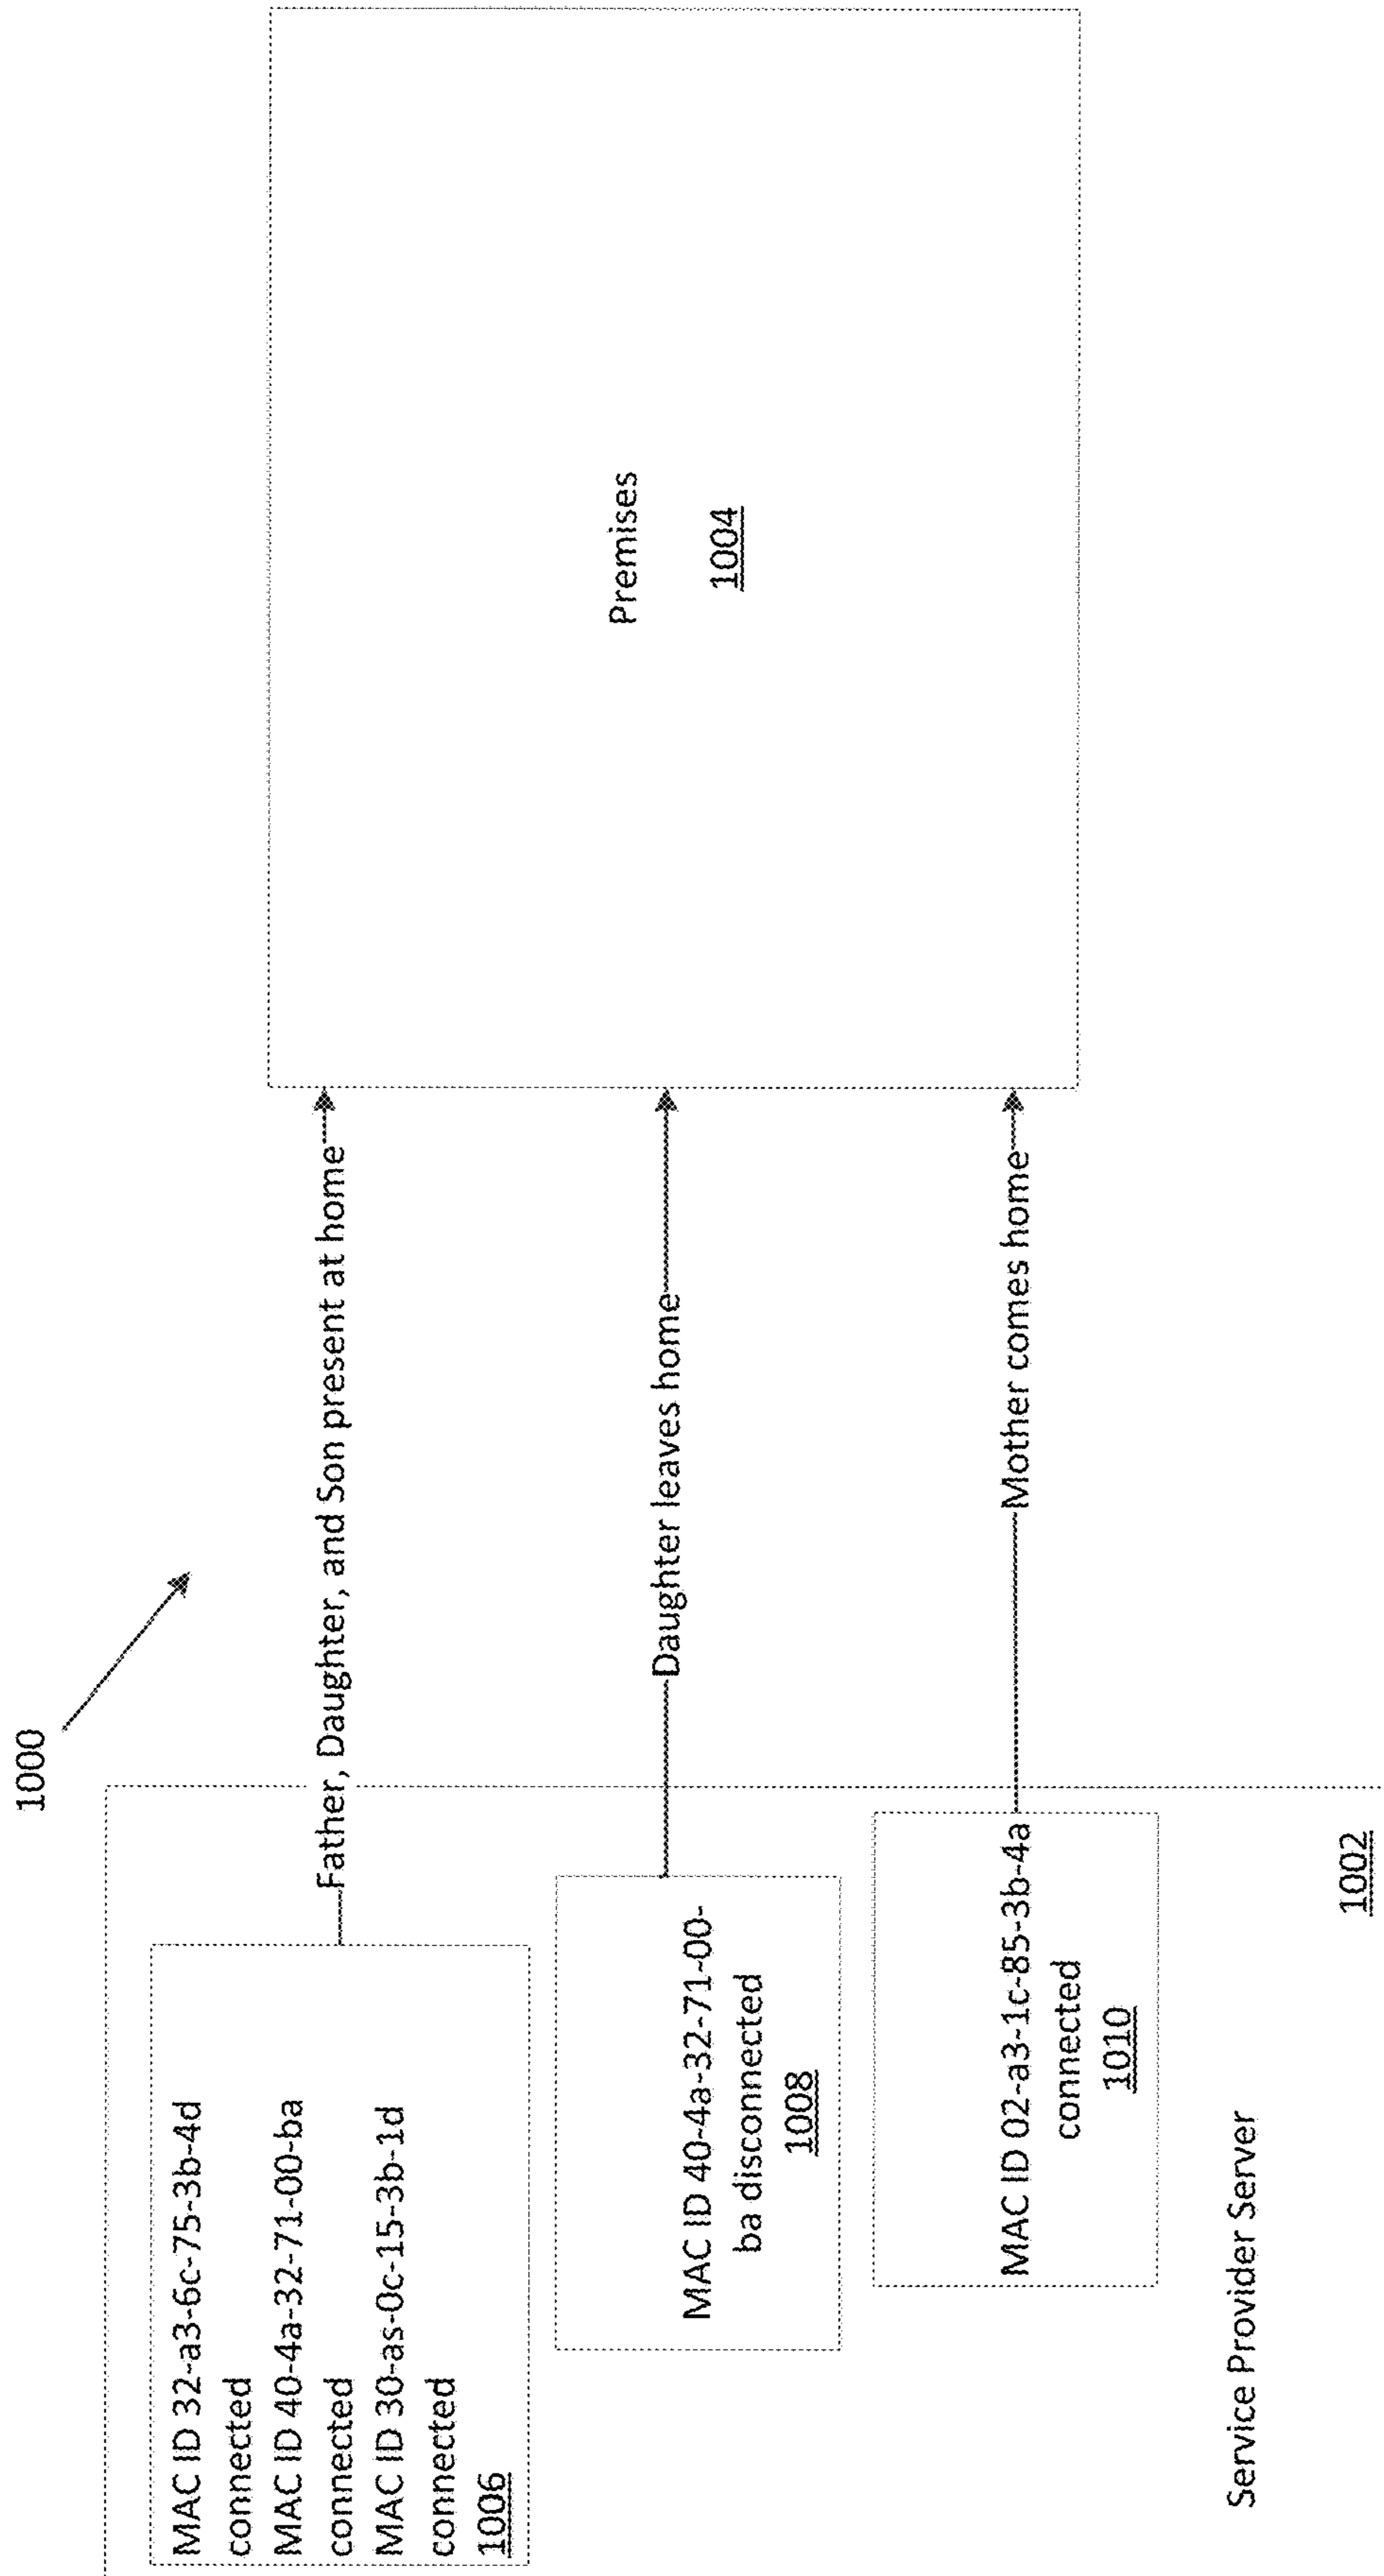 1000
MAC ID 32-a3-6c-75-3b-4d
connected
MAC ID 40-4a-32-71-00-ba
connected
MAC ID 30-as-0c-15-3b-1d
connected
1006
Father, Daughter, and Son present at home
MAC ID 40-4a-32-71-00-
ba disconnected
1008
Daughter leaves home
MAC ID 02-a3-1c-85-3b-4a
connected
1010
Mother comes home
Premises
1004
Service Provider Server
1002